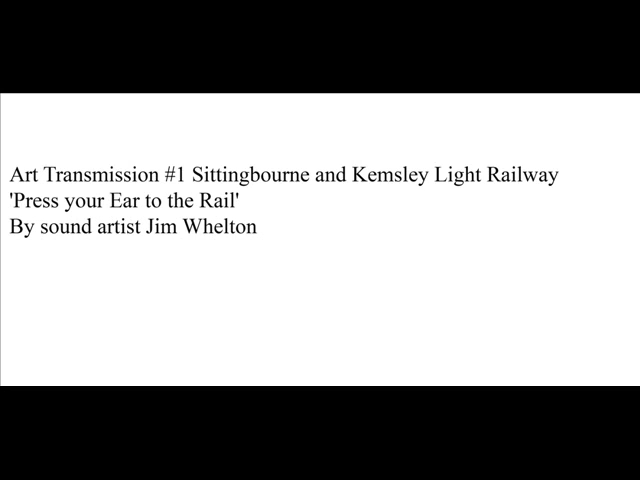 Art Transmission #1 Sittingbourne and Kemsley Light Railway
'Press your Ear to the Rail'
By sound artist Jim Whelton